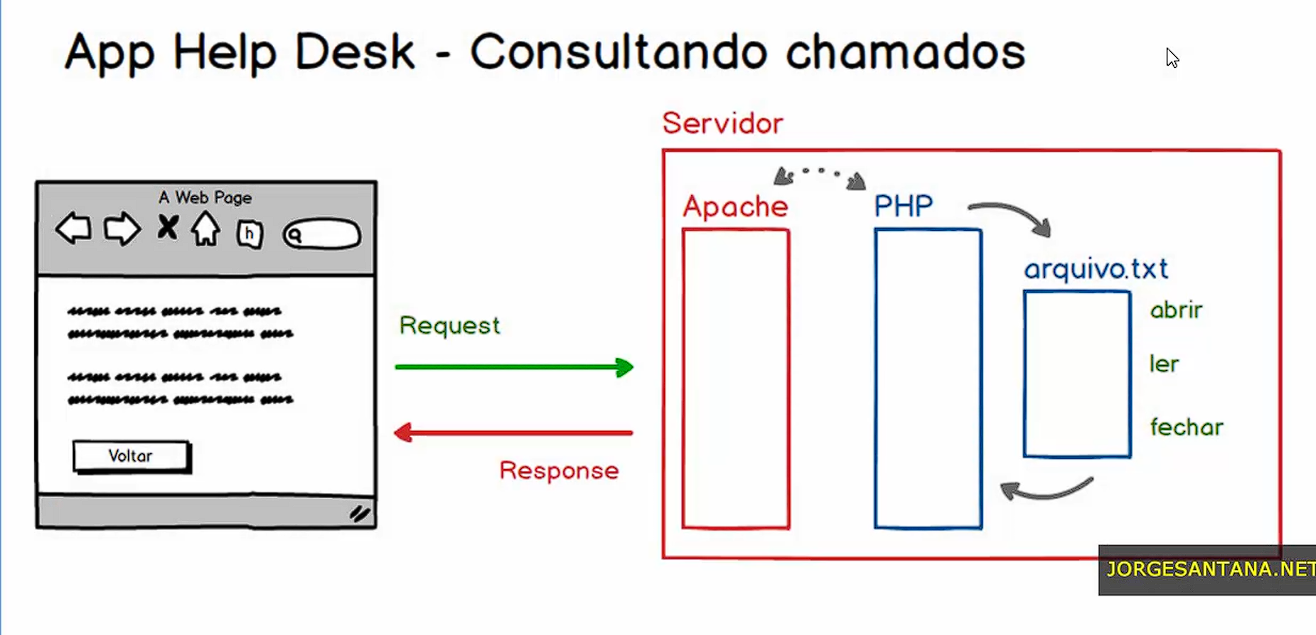 App Help Desk - Consultando chamados
Servidor
A Web Page
h
Apache
PHP
arquivo.txt
abrir
ler
fechar
Request
Response
Voltar
JORGESANTANA.NET